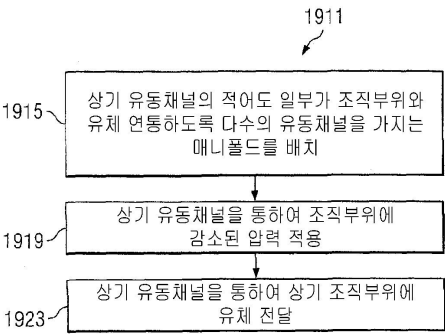 1911
1915
상기 유동채널의 적어도 일부가 조직부위와
유체 연통하도록 다수의 유동채널을 가지는
매니폴드를 배치
1919
상기 유동채널을 통하여 조직부위에
감소된 압력 적용
1923
상기 유동채널을 통하여 상기 조직부위에
유체 전달